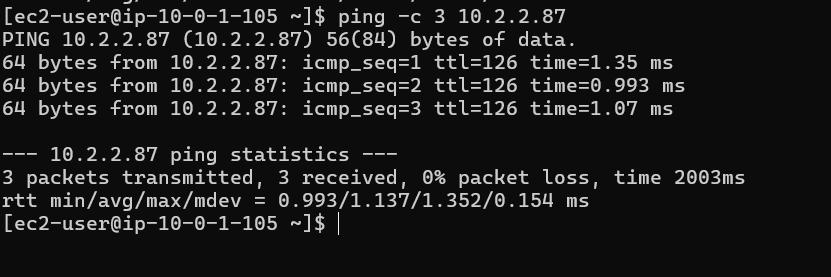 [ec2-user@ip-10-0-1-105 ~]$ ping -c 3 10.2.2.87
PING 10.2.2.87 (10.2.2.87) 56(84) bytes of data.
64 bytes from 10.2.2.87: icmp_seq=1 ttl=126 time=1.35 ms
64 bytes from 10.2.2.87: icmp_seq=2 ttl=126 time=0.993 ms
64 bytes from 10.2.2.87: icmp_seq=3 ttl=126 time=1.07 ms

--- 10.2.2.87 ping statistics ---
3 packets transmitted, 3 received, 0% packet loss, time 2003ms
rtt min/avg/max/mdev = 0.993/1.137/1.352/0.154 ms
[ec2-user@ip-10-0-1-105 ~]$